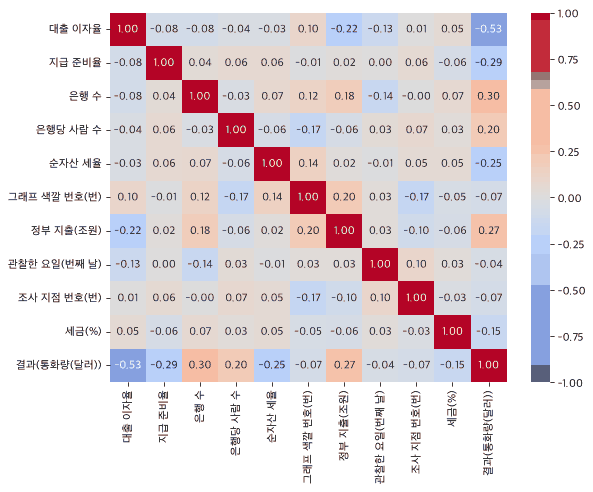 대출 이자율 1.00 -0.08 -0.08 -0.04 -0.03 0.10 -0.22 -0.13 0.01 0.05 -0.53
지급 준비율 -0.08 1.00 0.04 0.06 0.06 -0.01 0.02 0.00 0.06 -0.06 -0.29
은행 수 -0.08 0.04 1.00 -0.03 0.07 0.12 0.18 -0.14 -0.00 0.07 0.30
은행당 사람 수 -0.04 0.06 -0.03 1.00 -0.06 -0.17 -0.06 0.03 0.07 0.03 0.20
순자산 세율 -0.03 0.06 0.07 -0.06 1.00 0.14 0.02 -0.01 0.05 0.05 -0.25
그래프 색깔 번호(번) 0.10 -0.01 0.12 -0.17 0.14 1.00 0.20 0.03 -0.17 -0.05 -0.07
정부 지출(조원) -0.22 0.02 0.18 -0.06 0.02 0.20 1.00 0.03 -0.10 -0.06 0.27
관찰한 요일(번째 날) -0.13 0.00 -0.14 0.03 -0.01 0.03 0.03 1.00 0.10 0.03 -0.04
조사 지점 번호(번) 0.01 0.06 -0.00 0.07 0.05 -0.17 -0.10 0.10 1.00 -0.03 -0.07
세금(%) 0.05 -0.06 0.07 0.03 0.05 -0.05 -0.06 0.03 -0.03 1.00 -0.15
결과(통화량(달러)) -0.53 -0.29 0.30 0.20 -0.25 -0.07 0.27 -0.04 -0.07 -0.15 1.00
대출 이자율
지급 준비율
은행 수
은행당 사람 수
순자산 세율
그래프 색깔 번호(번)
정부 지출(조원)
관찰한 요일(번째 날)
조사 지점 번호(번)
세금(%)
결과(통화량(달러))
1.00
0.75
0.50
0.25
0.00
-0.25
-0.50
-0.75
-1.00